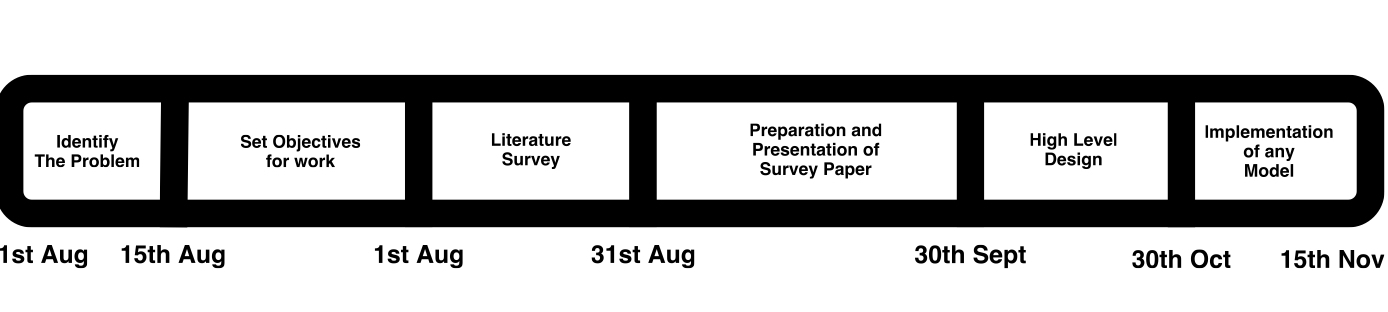 Identify
The Problem
Set Objectives
for work
Literature
Survey
Preparation and
Presentation of
Survey Paper
High Level
Design
Implementation
of any
Model
1st Aug
15th Aug
1st Aug
31st Aug
30th Sept
30th Oct
15th Nov